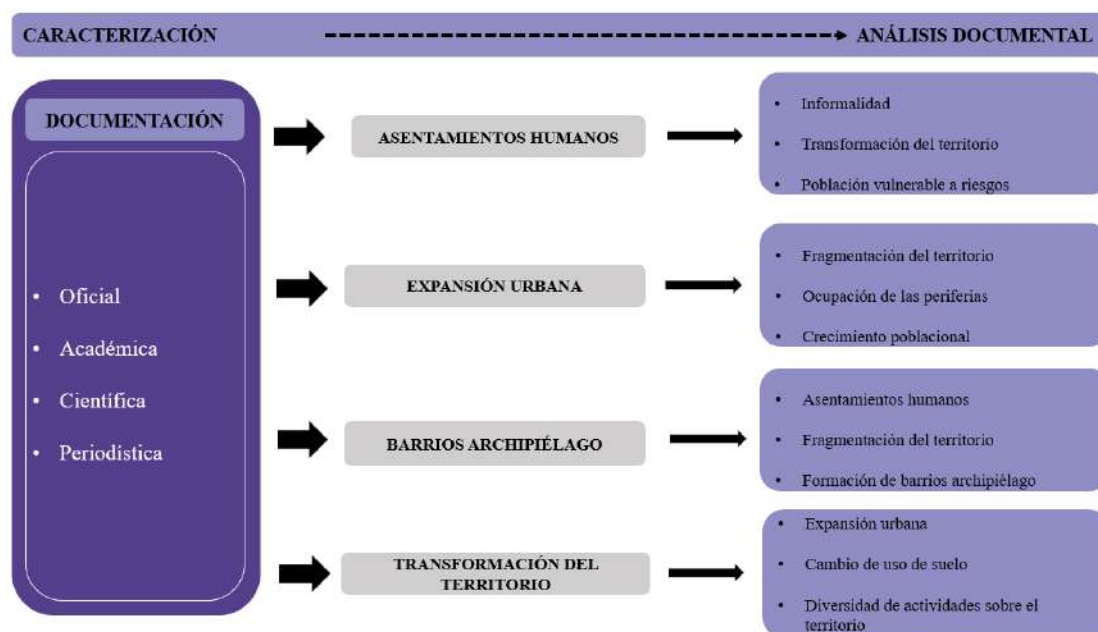 CARACTERIZACIÓN
ANÁLISIS DOCUMENTAL
DOCUMENTACIÓN
• Oficial
• Académica
• Científica
• Periodística
ASENTAMIENTOS HUMANOS
• Informalidad
• Transformación del territorio
• Población vulnerable a riesgos
EXPANSIÓN URBANA
• Fragmentación del territorio
• Ocupación de las periferias
• Crecimiento poblacional
BARRIOS ARCHIPIÉLAGO
• Asentamientos humanos
• Fragmentación del territorio
• Formación de barrios archipiélago
TRANSFORMACIÓN DEL
TERRITORIO
• Expansión urbana
• Cambio de uso de suelo
• Diversidad de actividades sobre el
territorio